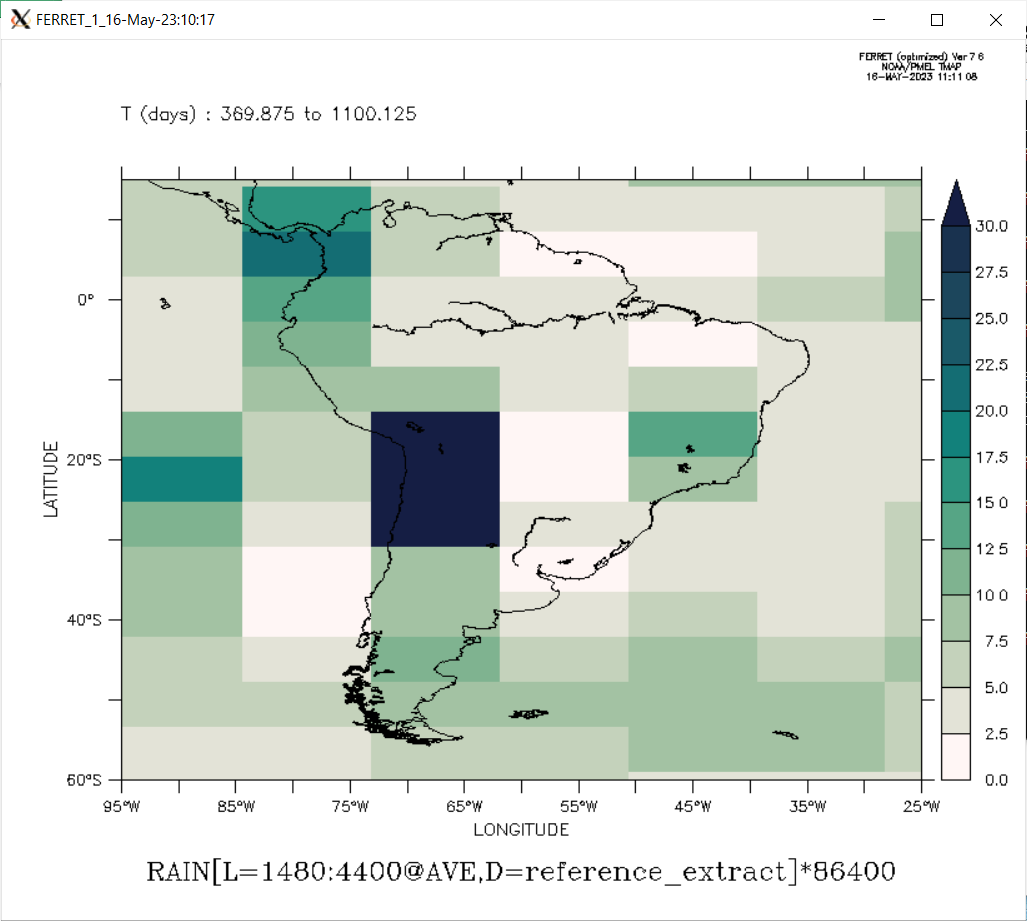 FERRET_1_16-May-23:10:17
FERRET (optimized) Ver 7.6
NOAA/PMEL TMAP
16-MAY-2023 11:11:08
T (days) : 369.875 to 1100.125
30.0
27.5
25.0
22.5
20.0
17.5
15.0
12.5
10.0
7.5
5.0
2.5
0.0
0°
20°S
40°S
60°S
LATITUDE
95°W 85°W 75°W 65°W 55°W 45°W 35°W 25°W
LONGITUDE
RAIN[L=1480:4400@AVE,D=reference_extract]*86400